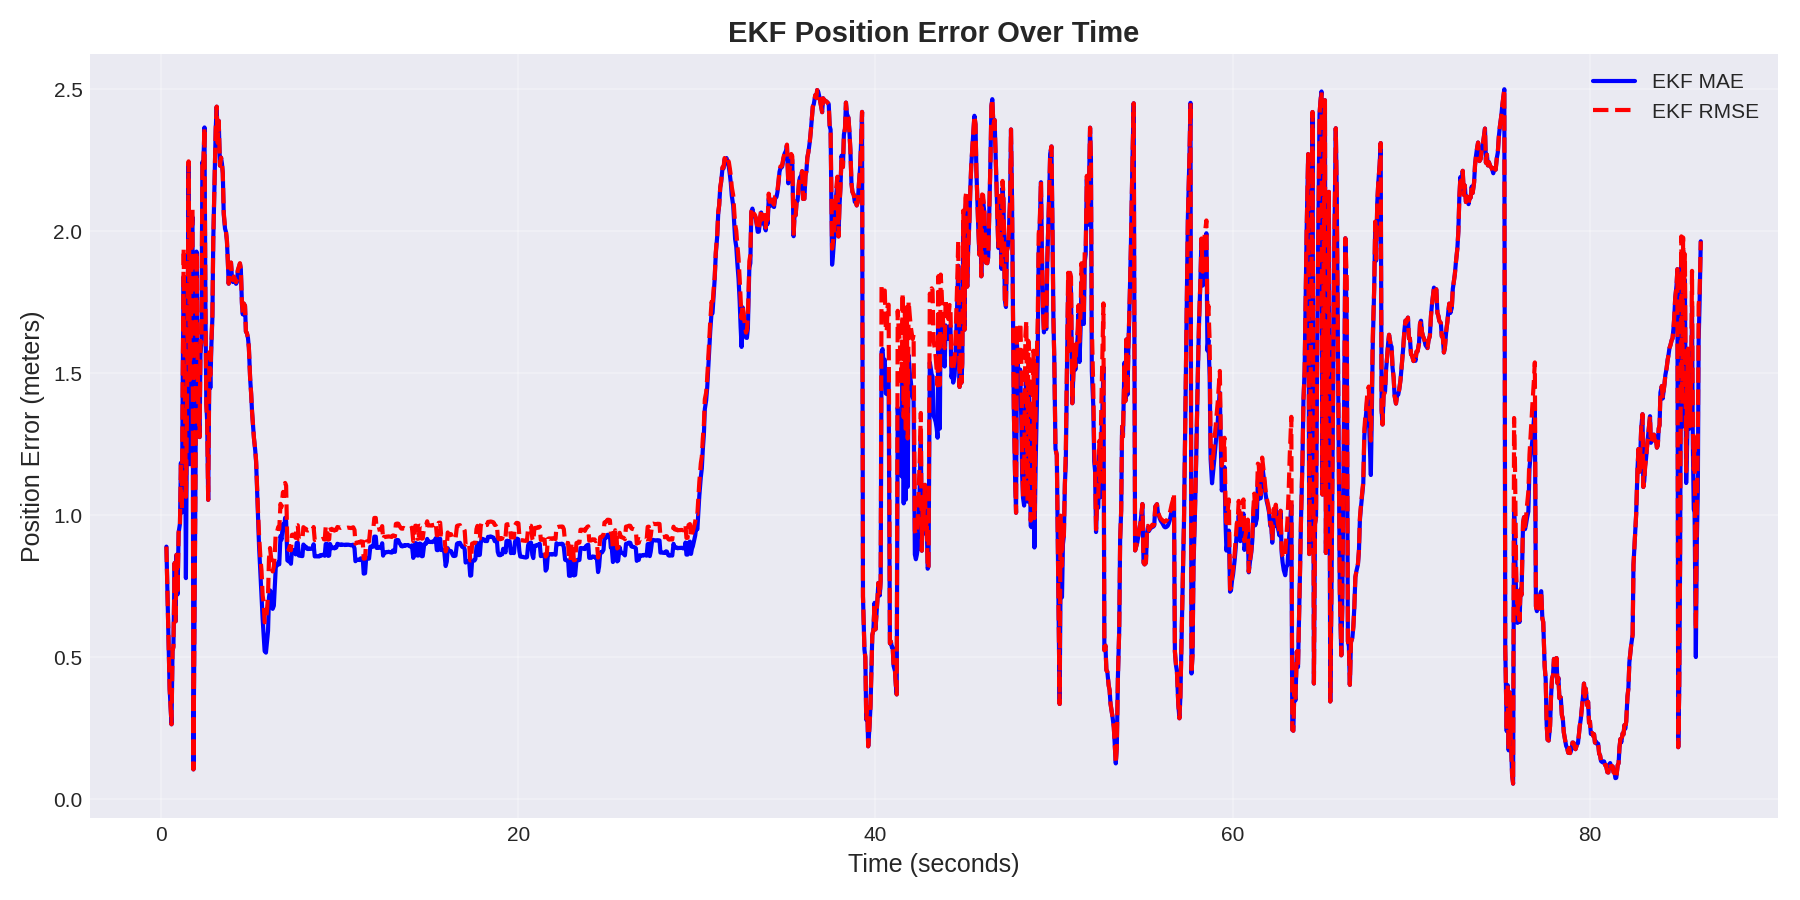 EKF Position Error Over Time
EKF MAE
EKF RMSE
Position Error (meters)
2.5
2.0
1.5
1.0
0.5
0.0
0
20
40
60
80
Time (seconds)